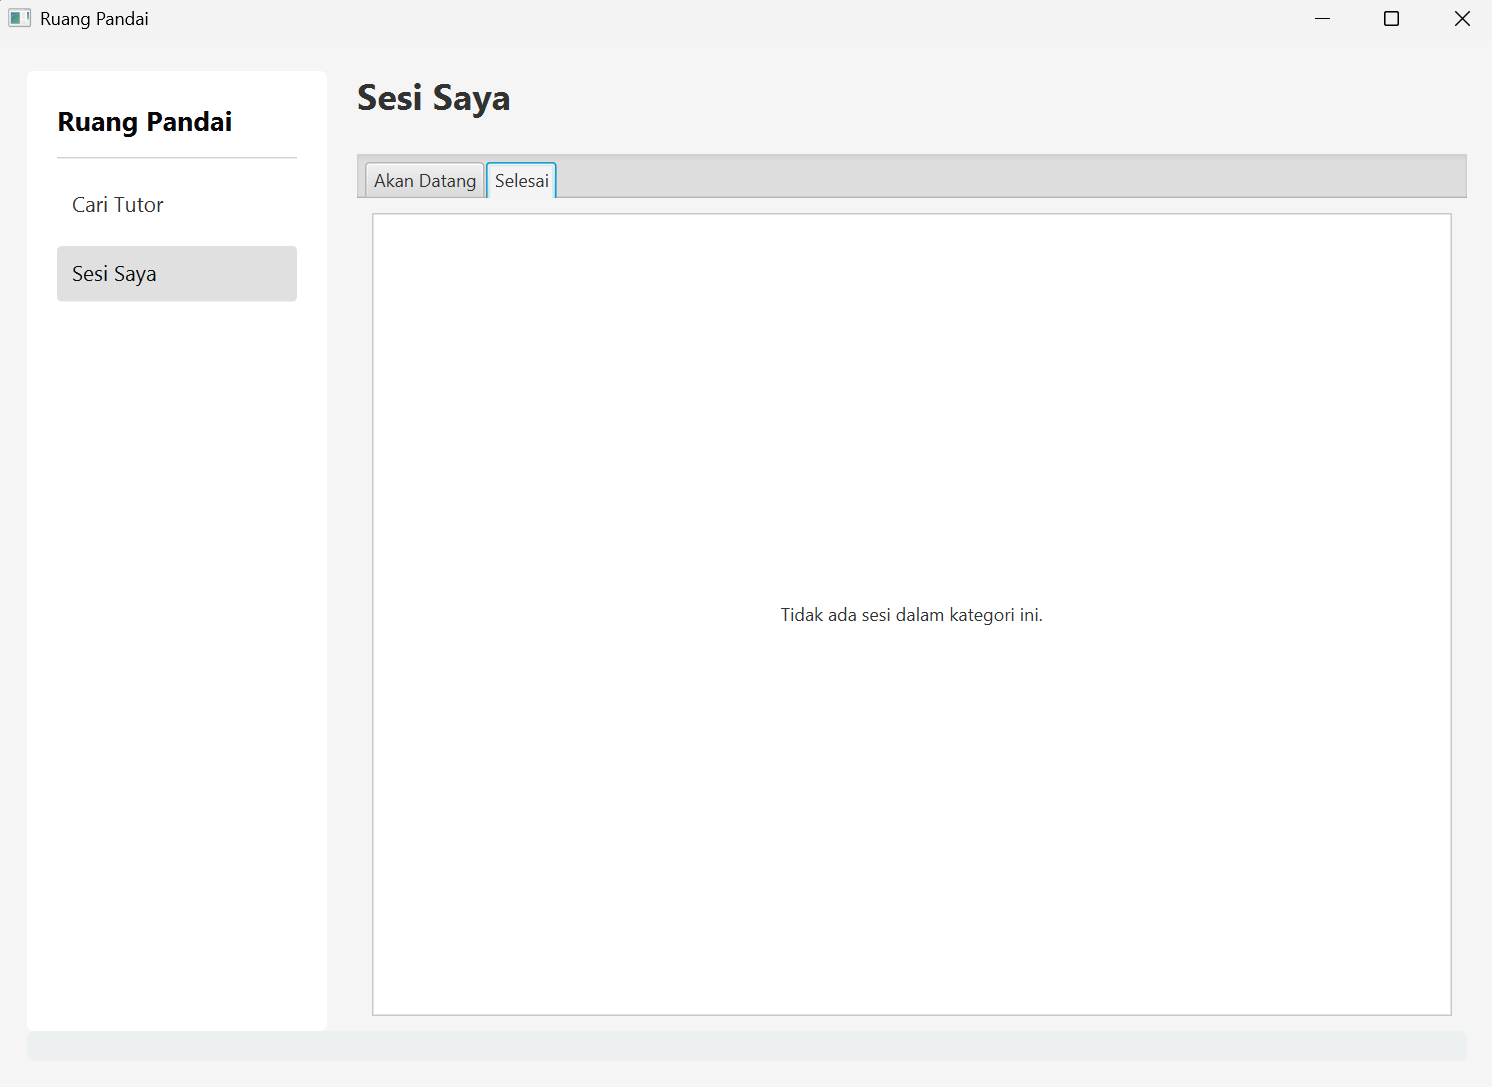 Ruang Pandai
Ruang Pandai
Cari Tutor
Sesi Saya
Sesi Saya
Akan Datang
Selesai
Tidak ada sesi dalam kategori ini.